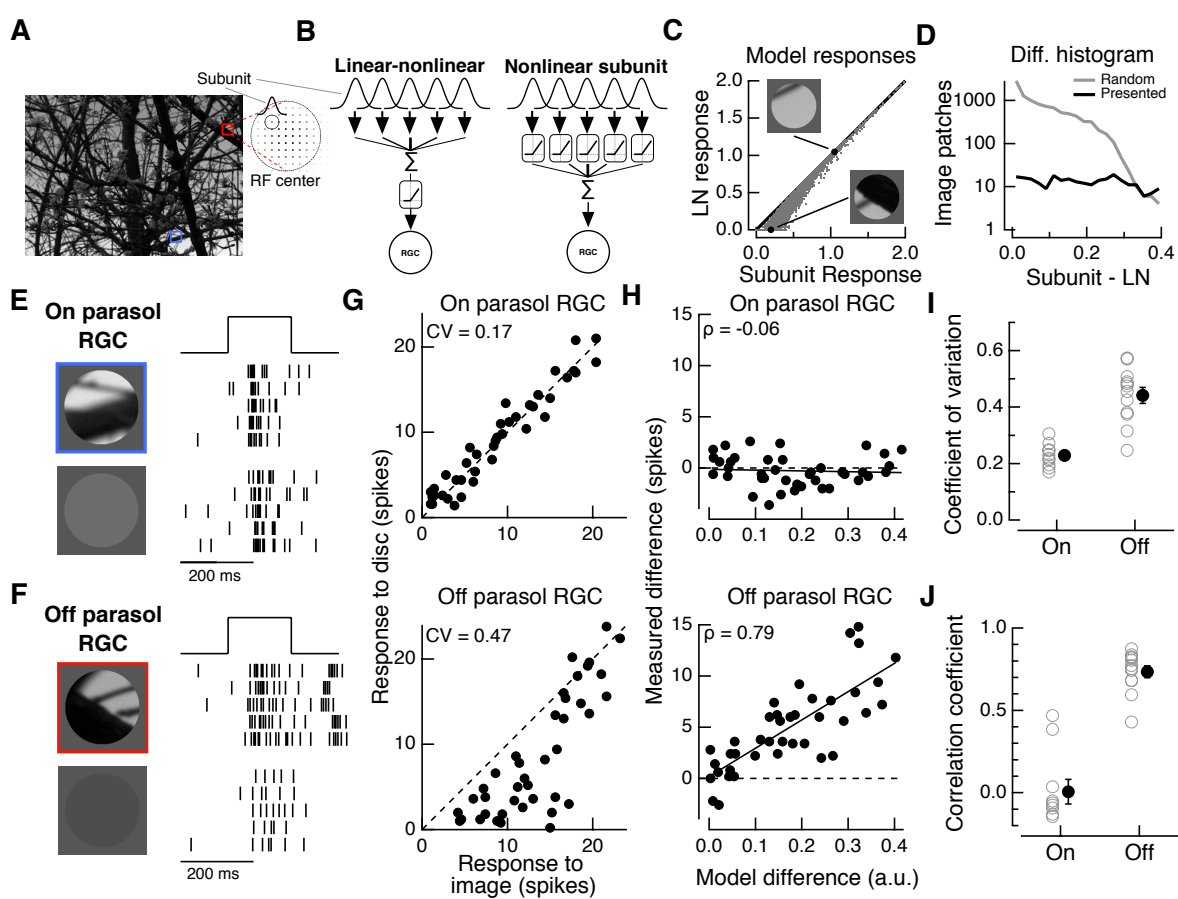 A
Subunit
RF center
B
Linear-nonlinear
Nonlinear subunit
Σ
Σ
RGC
RGC
C
Model responses
LN response
2.0
1.5
1.0
0.5
0.0
0.0
1.0
2.0
Subunit Response
D
Diff. histogram
Random
Presented
Image patches
1000
100
10
1
0.0
0.2
0.4
Subunit - LN
E
On parasol
RGC
200 ms
F
Off parasol
RGC
200 ms
G
On parasol RGC
CV = 0.17
20
10
0
0
10
20
Response to disc (spikes)
Off parasol RGC
CV = 0.47
20
10
0
0
10
20
Response to
image (spikes)
H
On parasol RGC
ρ = -0.06
15
10
5
0
0.0
0.1
0.2
0.3
0.4
Measured difference (spikes)
Off parasol RGC
ρ = 0.79
15
10
5
0
0.0
0.1
0.2
0.3
0.4
Model difference (a.u.)
I
Coefficient of variation
0.6
0.4
0.2
0.0
On
Off
J
Correlation coefficient
1.0
0.5
0.0
On
Off